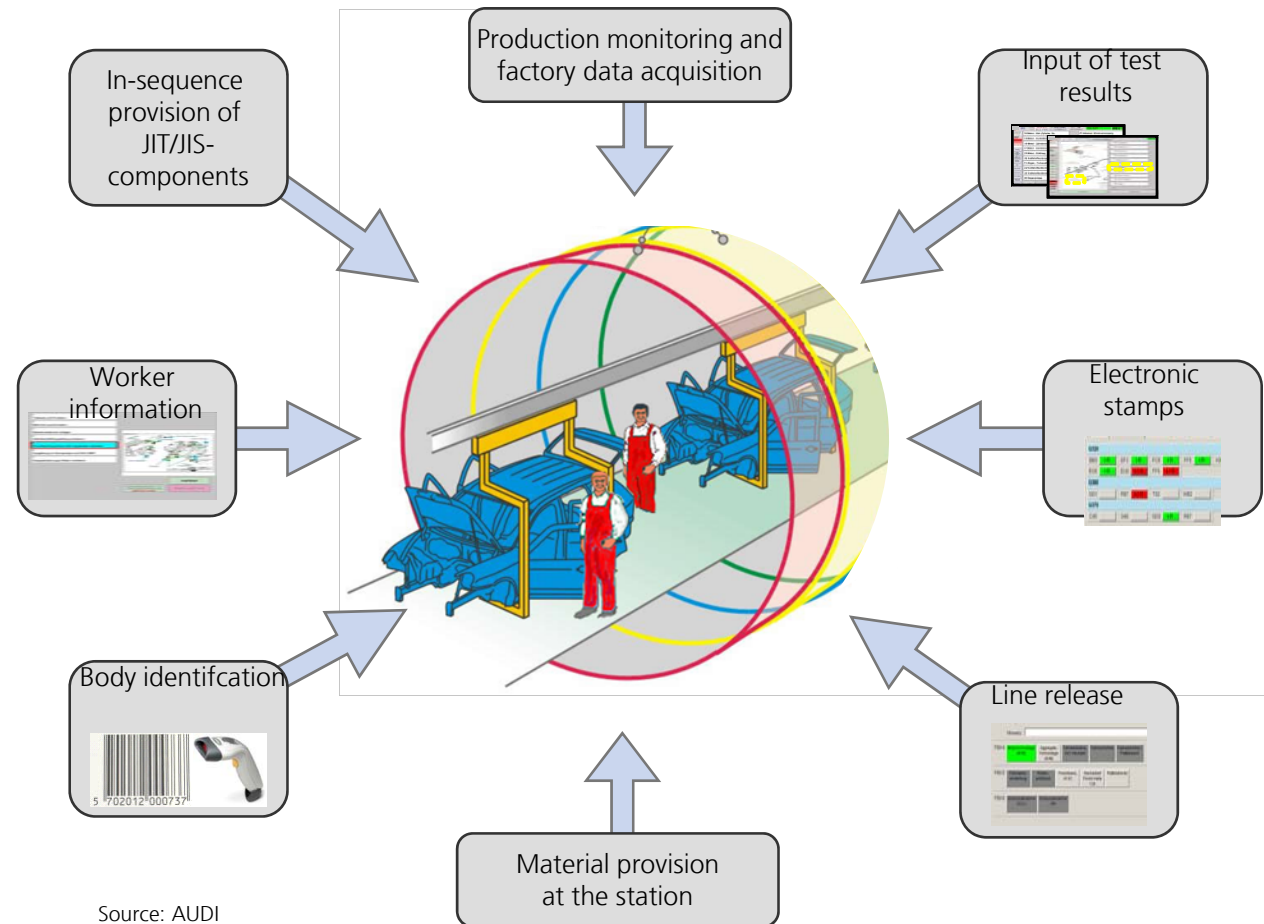 Production monitoring and
factory data acquisition
In-sequence
provision of
JIT/JIS-
components
Input of test
results
Worker
information
Electronic
stamps
Body identifcation
5 702012 000737
Line release
Material provision
at the station
Source: AUDI